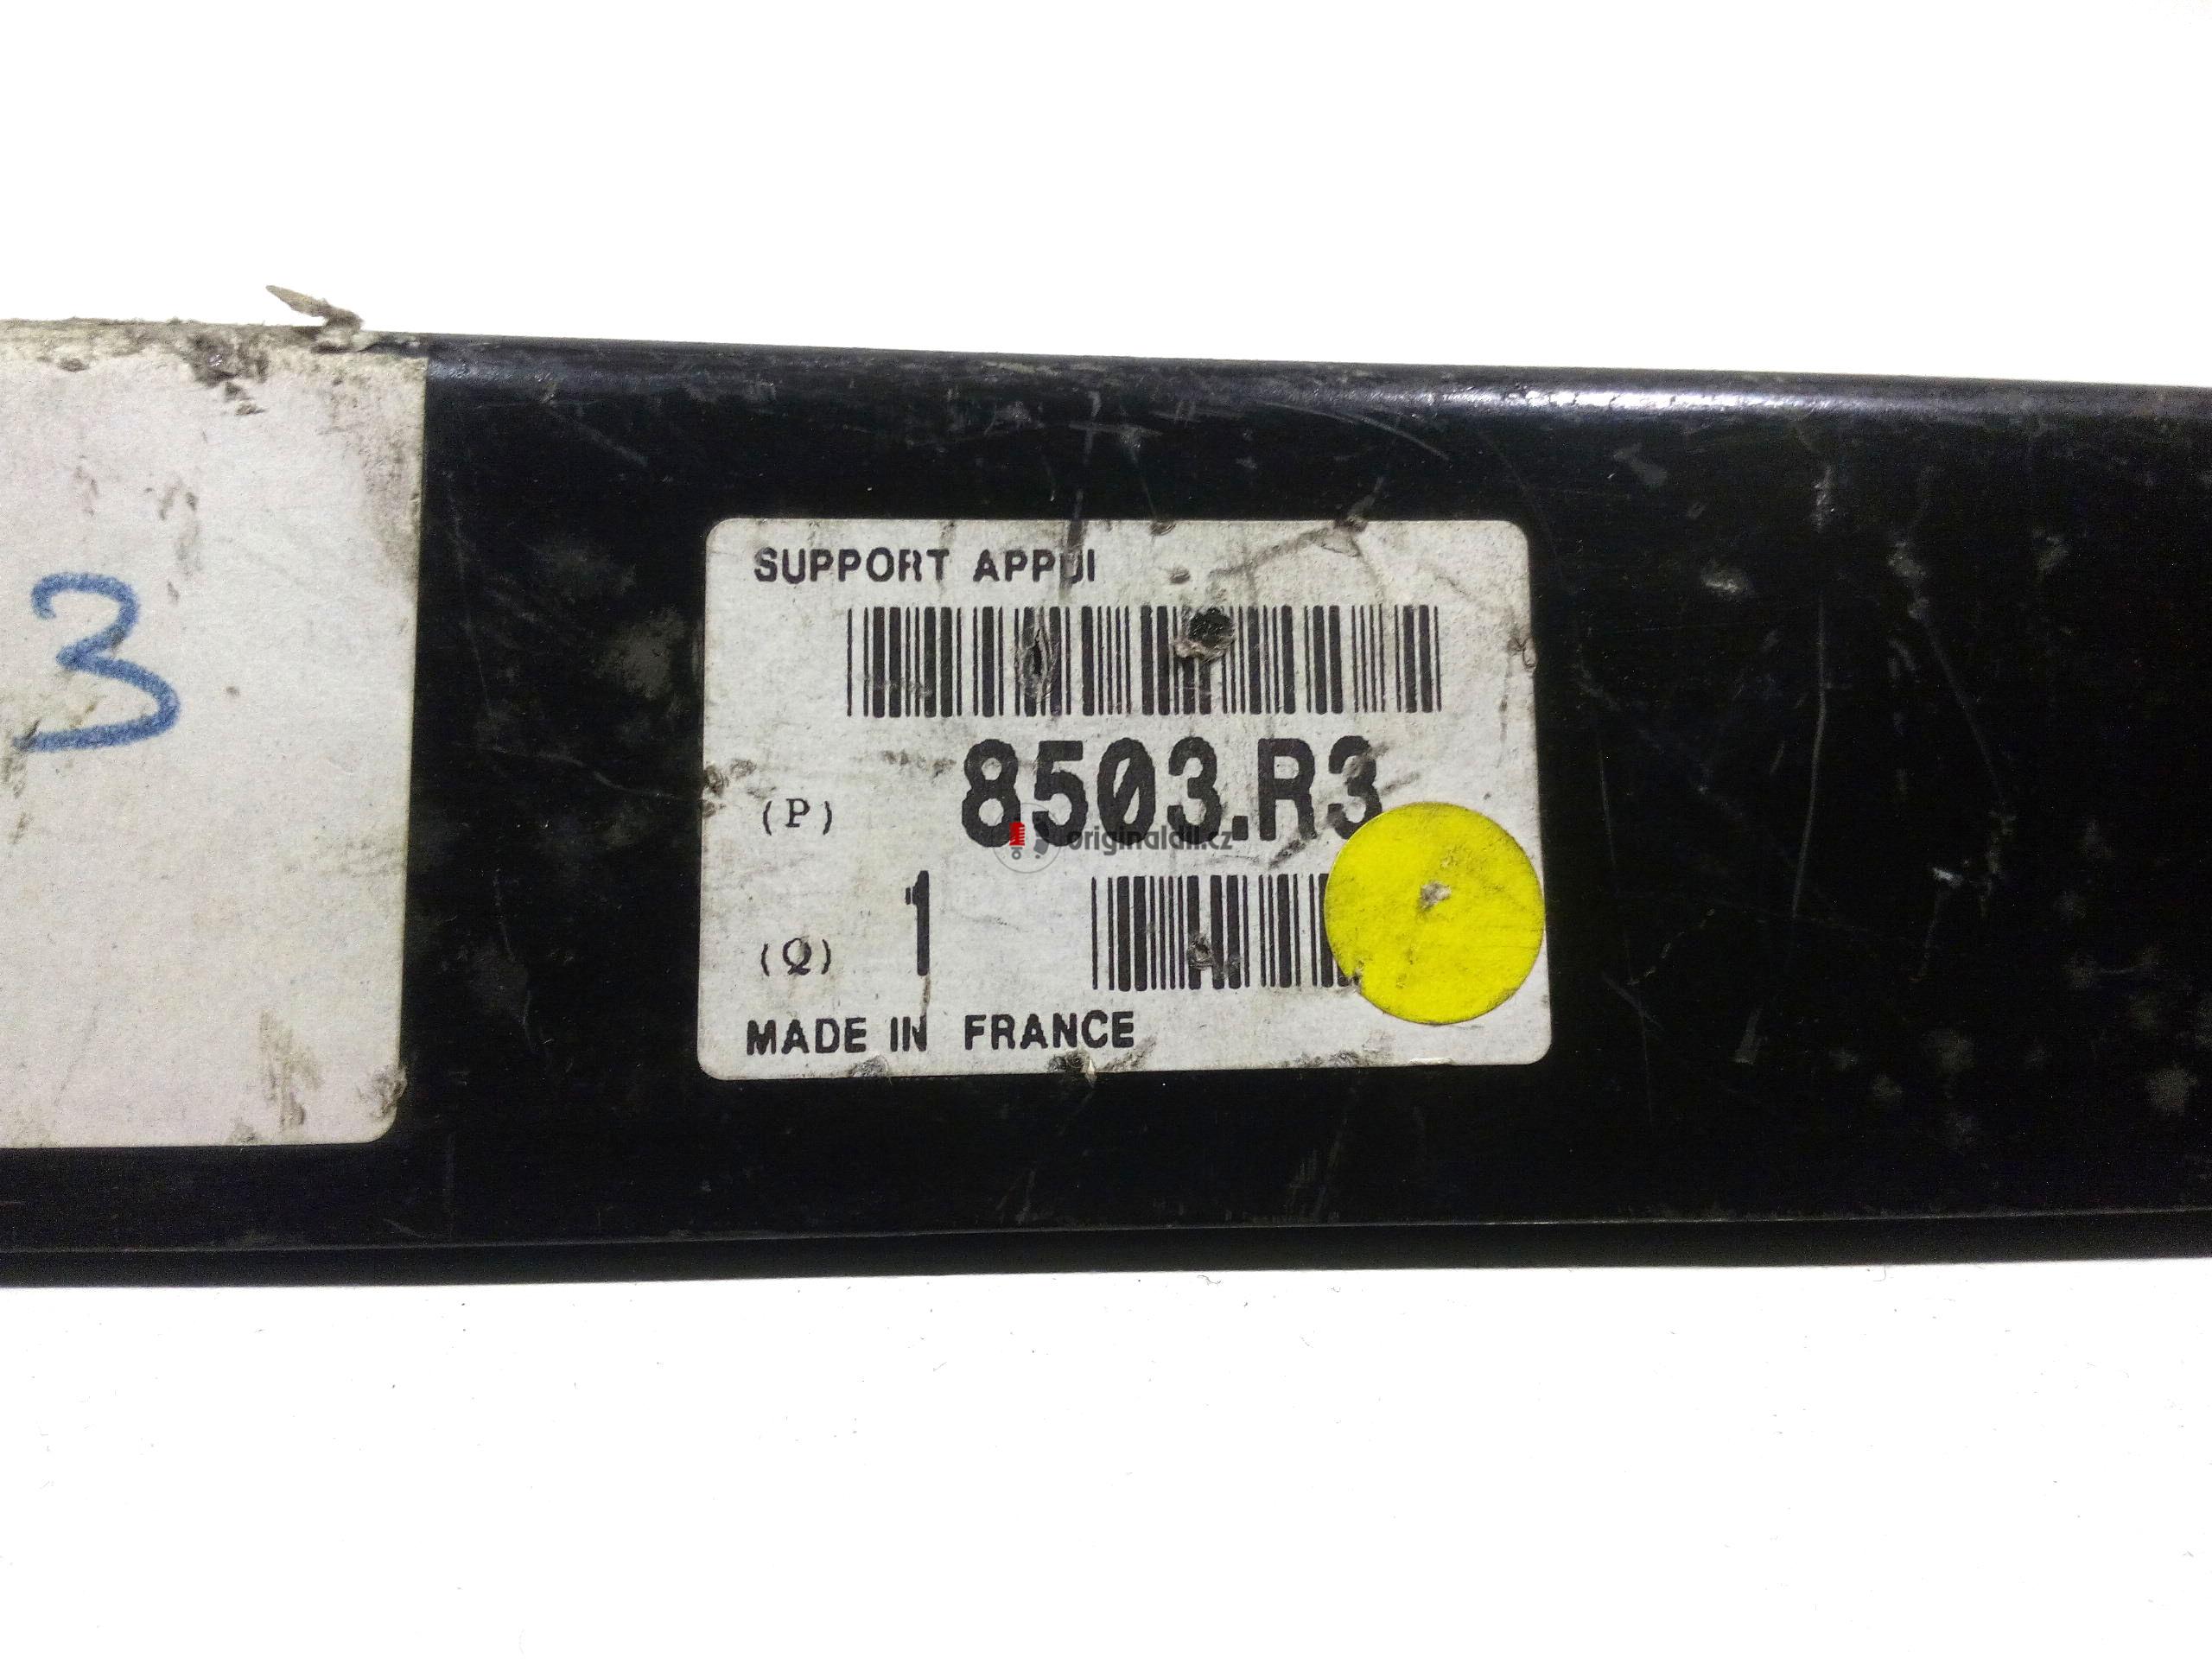 3
SUPPORT APPUI
(P) 8503.R3
originaldil.cz
(Q) 1
MADE IN FRANCE